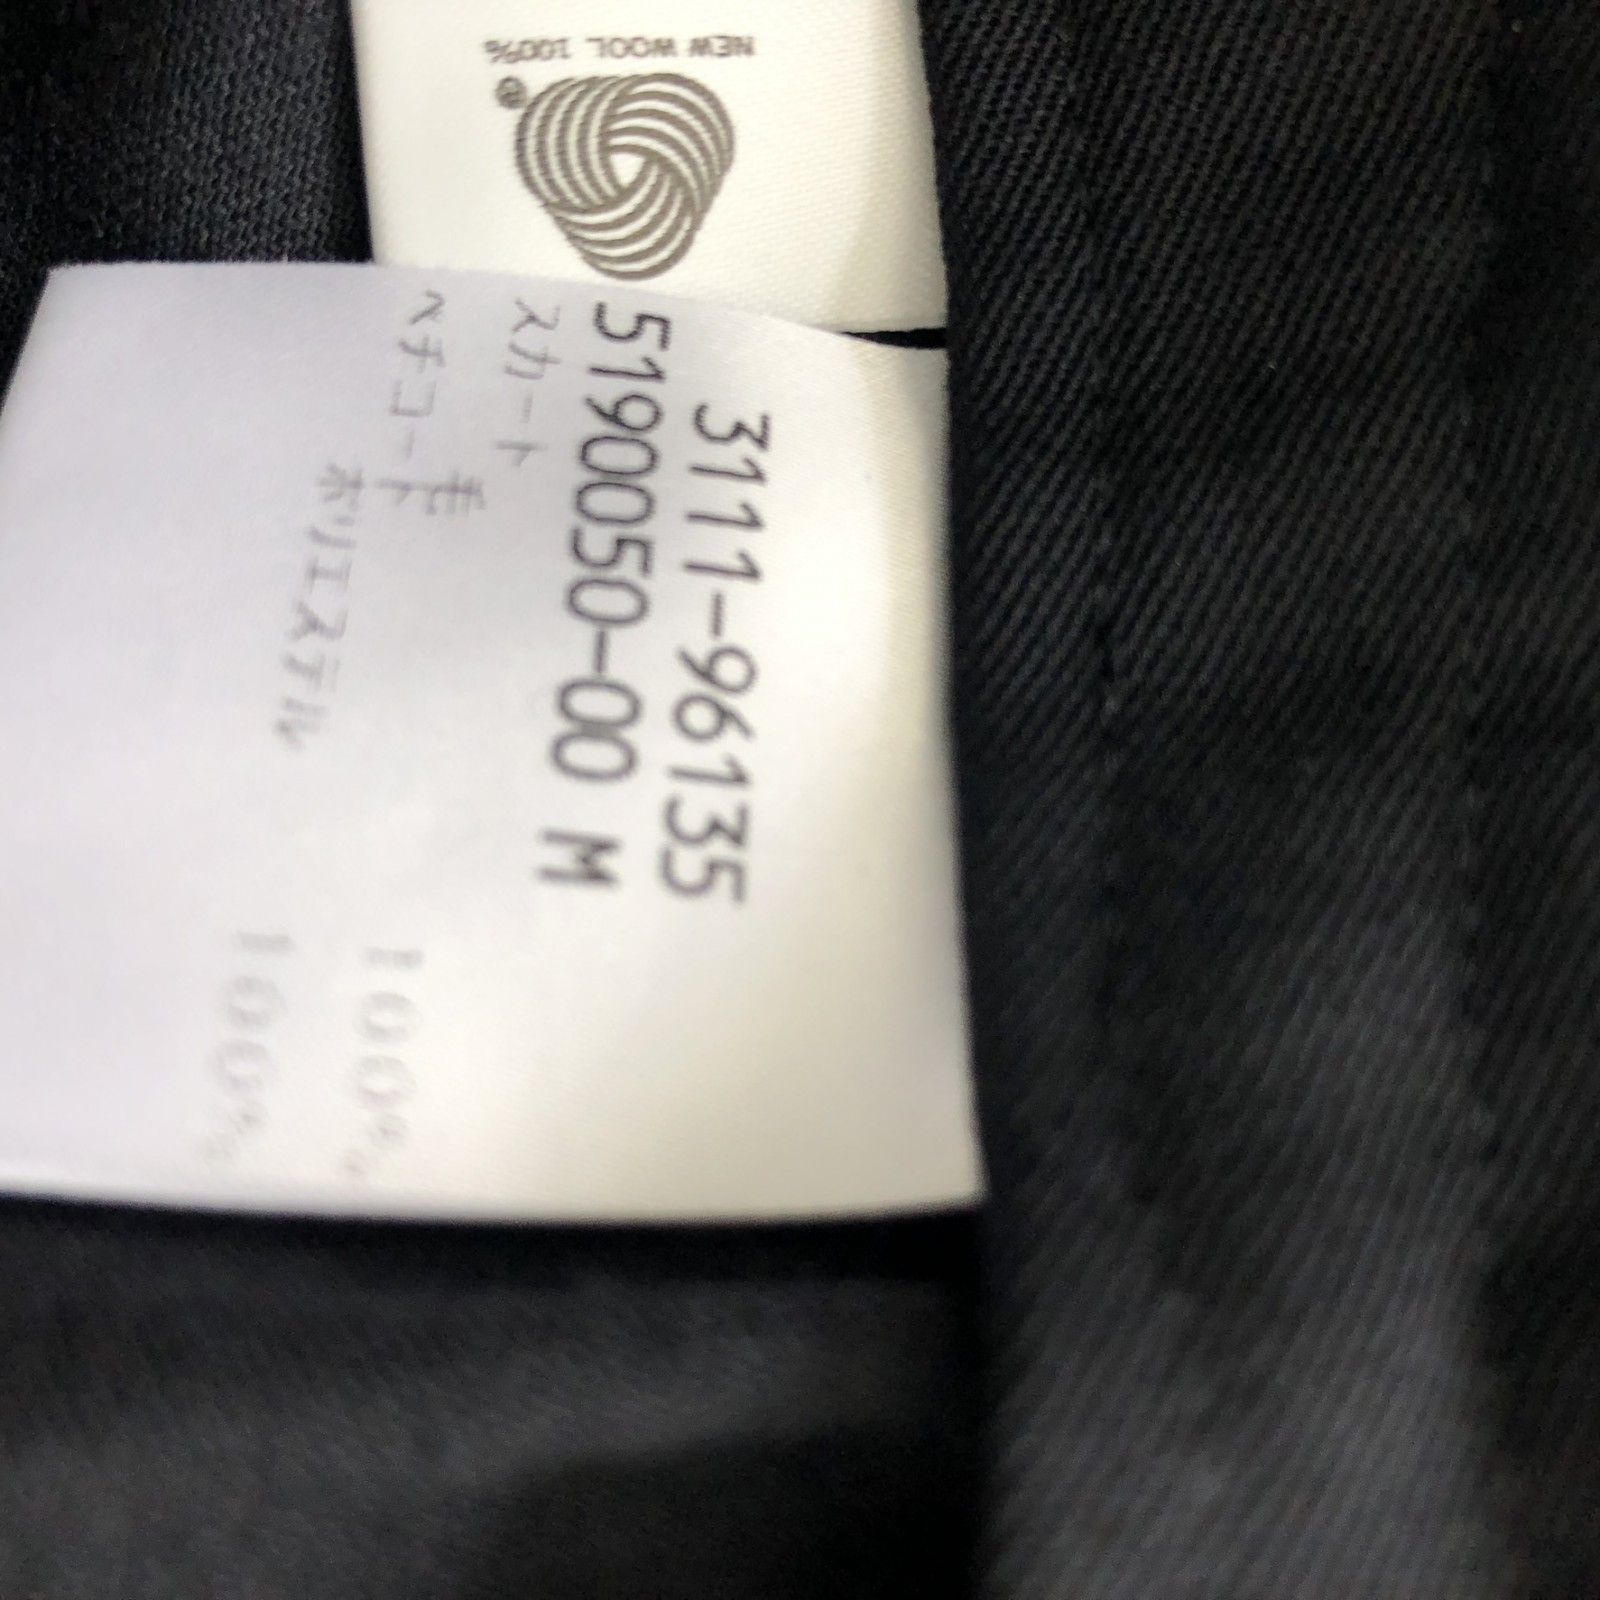 NEW WOOL 100%
®
3111-96135
5190050-00 M
スカート
毛 100%
ペチコート
ポリエステル 100%